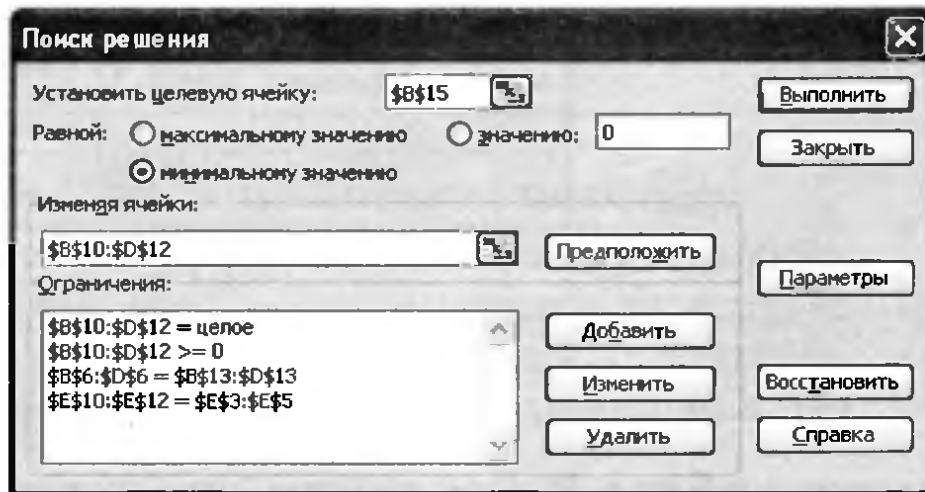 Поиск решения
Установить целевую ячейку: $B$15
Выполнить
Равной: максимальному значению значению: 0
Закрыть
минимальному значению
Изменяя ячейки:
$B$10:$D$12
Предположить
Параметры
Ограничения:
$B$10:$D$12 = целое
$B$10:$D$12 >= 0
$B$6:$D$6 = $B$13:$D$13
$E$10:$E$12 = $E$3:$E$5
Добавить
Изменить
Восстановить
Удалить
Справка